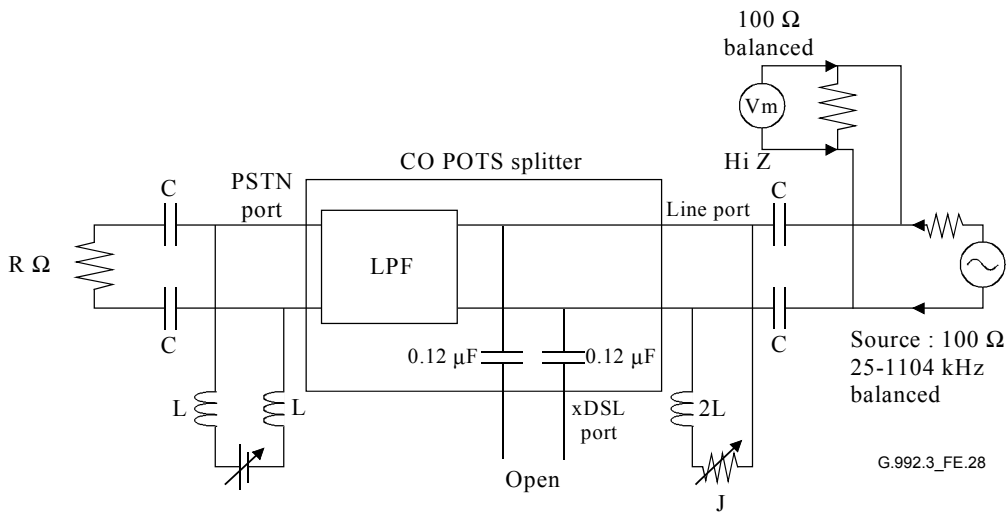 100 Ω
balanced
Vm
Hi Z
CO POTS splitter
C
PSTN
port
Line port
C
R Ω
LPF
C
C
Source : 100 Ω
25-1104 kHz
balanced
0.12 µF
0.12 µF
L
L
xDSL
port
2L
Open
J
G.992.3_FE.28